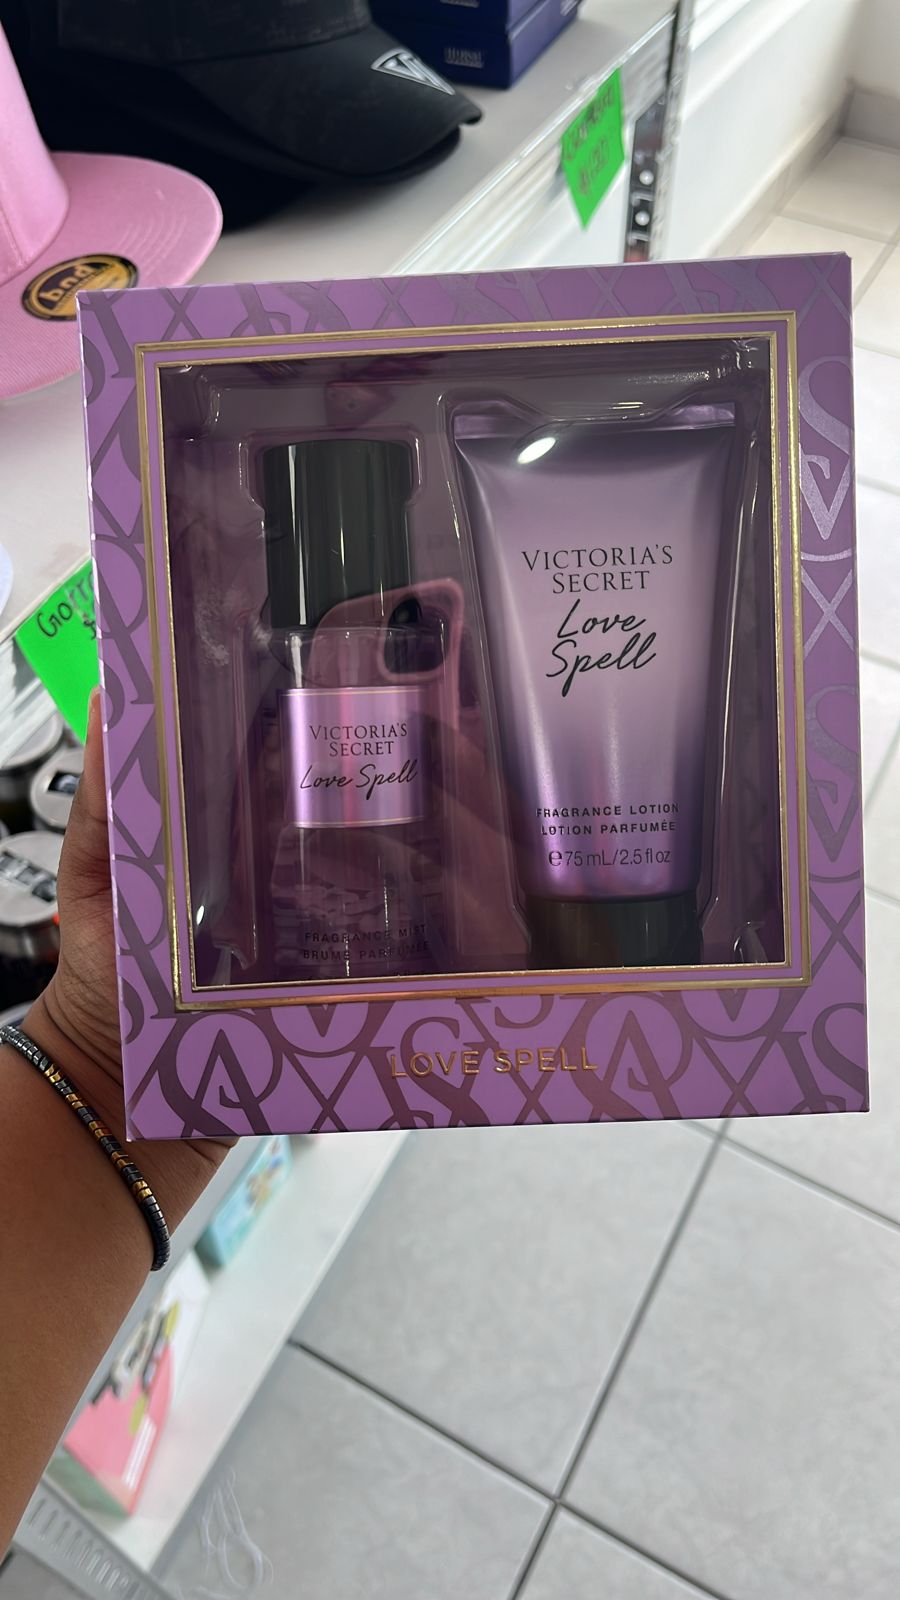 bnd
VICTORIA'S
SECRET
Love Spell
FRAGRANCE MIST
BRUME PARFUMÉE
VICTORIA'S
SECRET
Love
Spell
FRAGRANCE LOTION
LOTION PARFUMÉE
℮75 mL/2.5 fl oz
LOVE SPELL